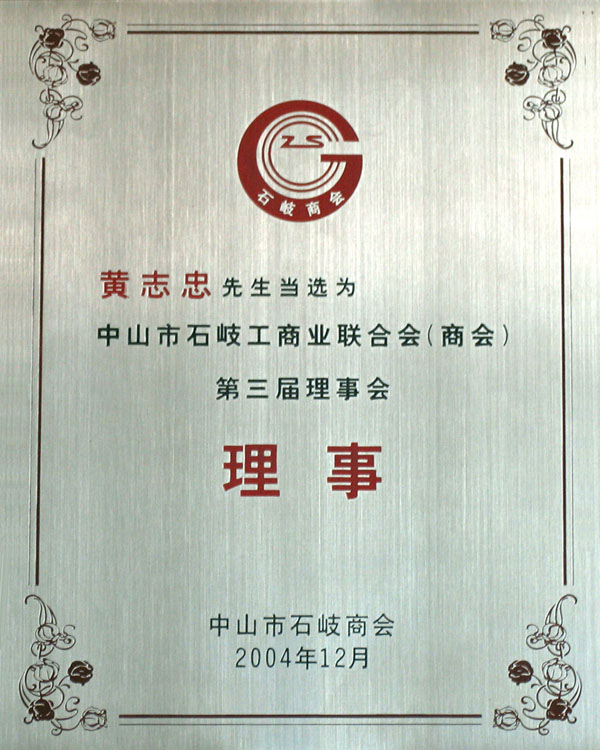 ZS
石岐商会
黄志忠先生当选为
中山市石岐工商业联合会(商会)
第三届理事会
理事
中山市石岐商会
2004年12月